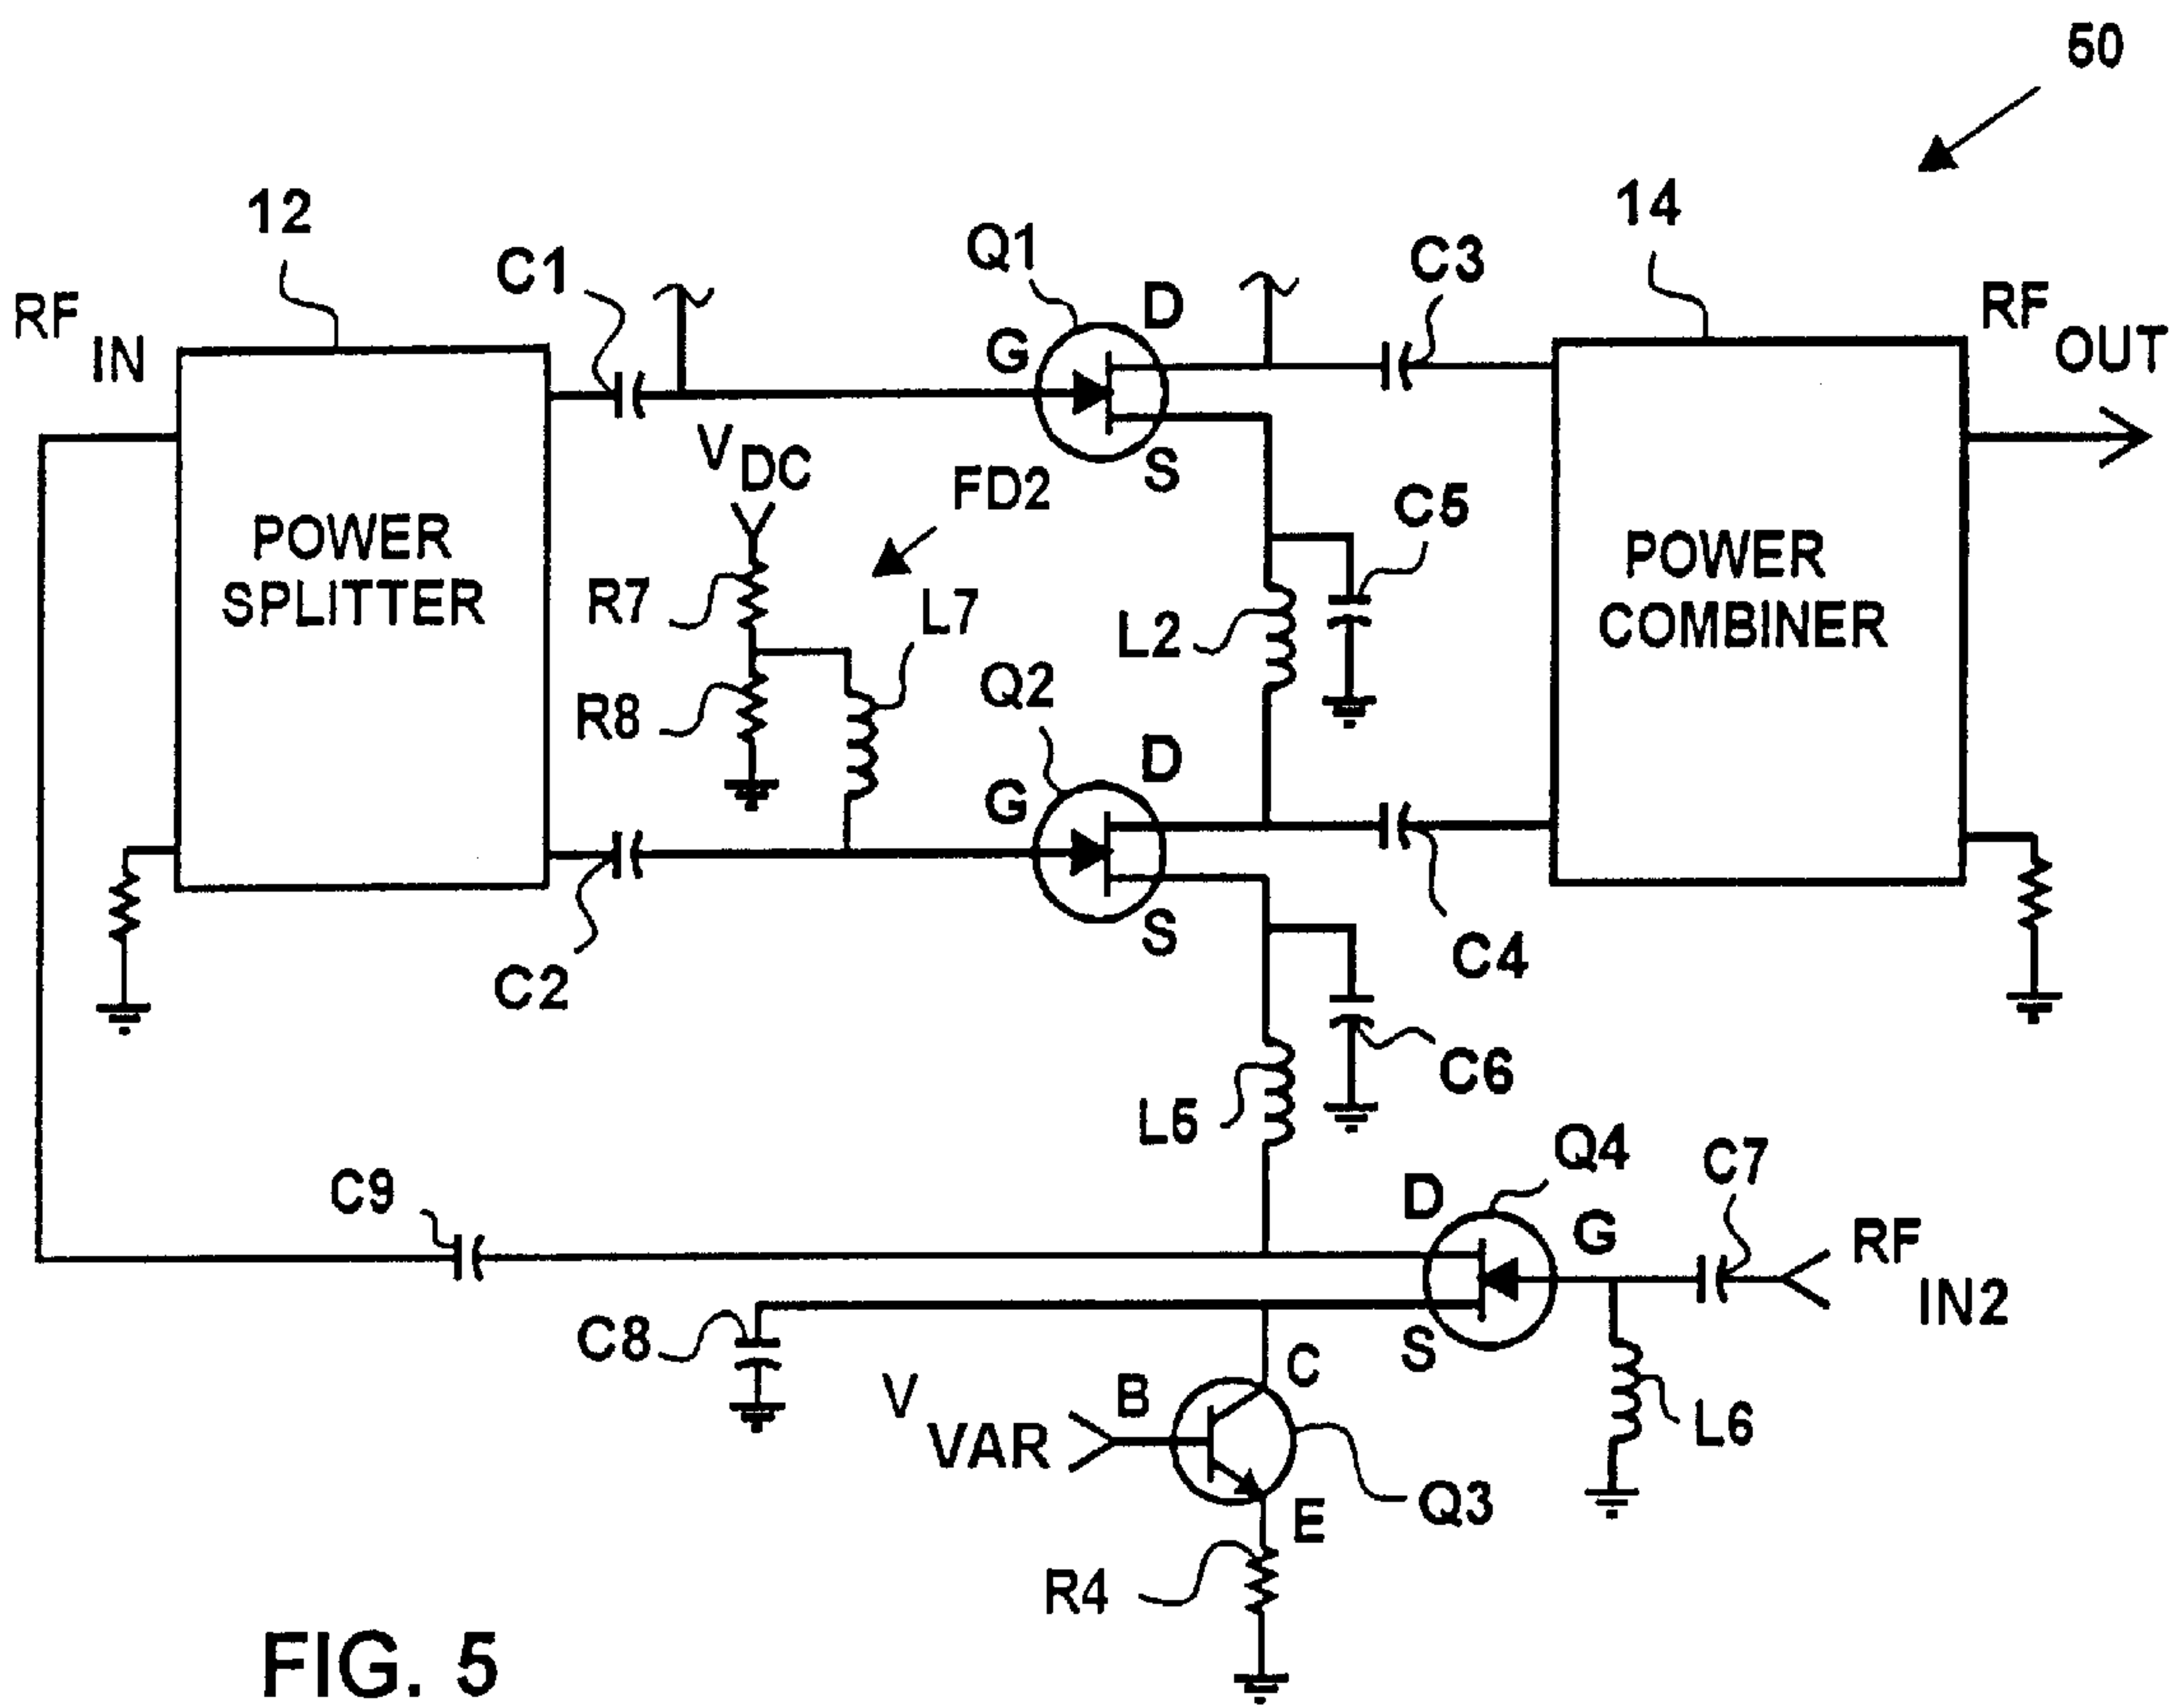 50
12
14
C1
Q1
D
C3
RF
IN
RF
OUT
G
S
V
DC
FD2
C5
POWER
SPLITTER
POWER
COMBINER
R7
L7
L2
R8
Q2
D
G
S
C2
C4
C6
L5
Q4
C7
C9
D
G
RF
IN2
C8
S
C
V
VAR
B
L6
Q3
E
R4
FIG. 5